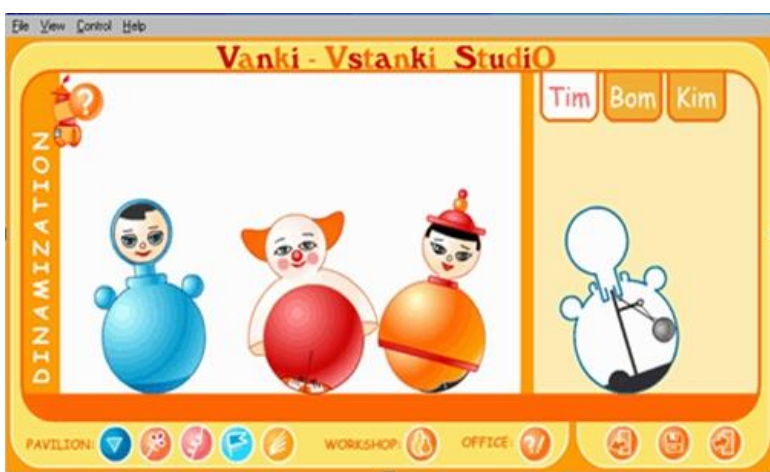 File View Control Help
Vanki - Vstanki StudiO
?
Tim Bom Kim
DINAMIZATION
PAVILION: WORKSHOP: OFFICE: